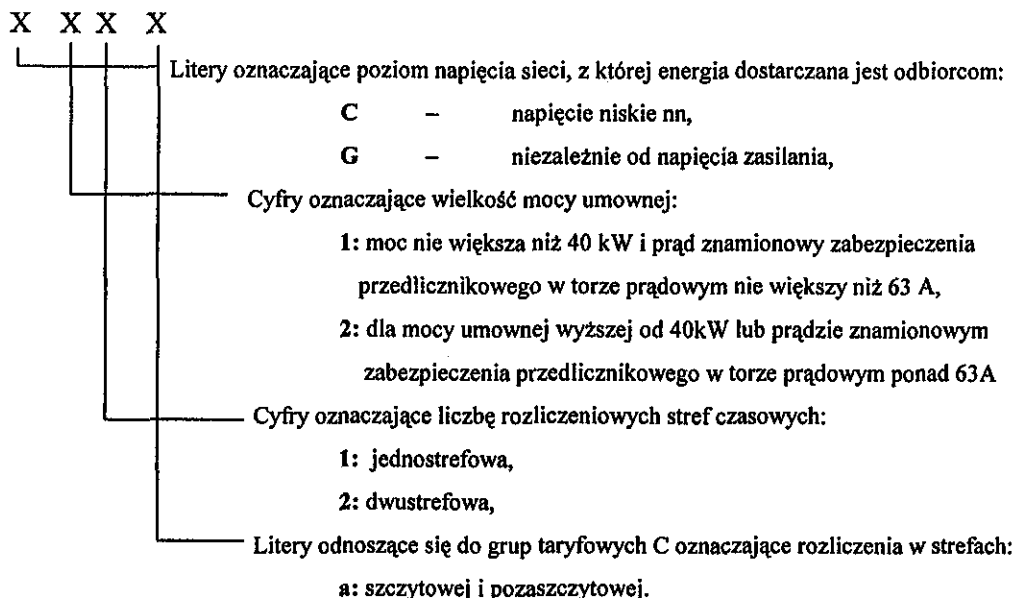 X X X X
Litery oznaczające poziom napięcia sieci, z której energia dostarczana jest odbiorcom:
C – napięcie niskie nn,
G – niezależnie od napięcia zasilania,
Cyfry oznaczające wielkość mocy umownej:
1: moc nie większa niż 40 kW i prąd znamionowy zabezpieczenia
przedlicznikowego w torze prądowym nie większy niż 63 A,
2: dla mocy umownej wyższej od 40kW lub prądzie znamionowym
zabezpieczenia przedlicznikowego w torze prądowym ponad 63A
Cyfry oznaczające liczbę rozliczeniowych stref czasowych:
1: jednostrefowa,
2: dwustrefowa,
Litery odnoszące się do grup taryfowych C oznaczające rozliczenia w strefach:
a: szczytowej i pozaszczytowej.